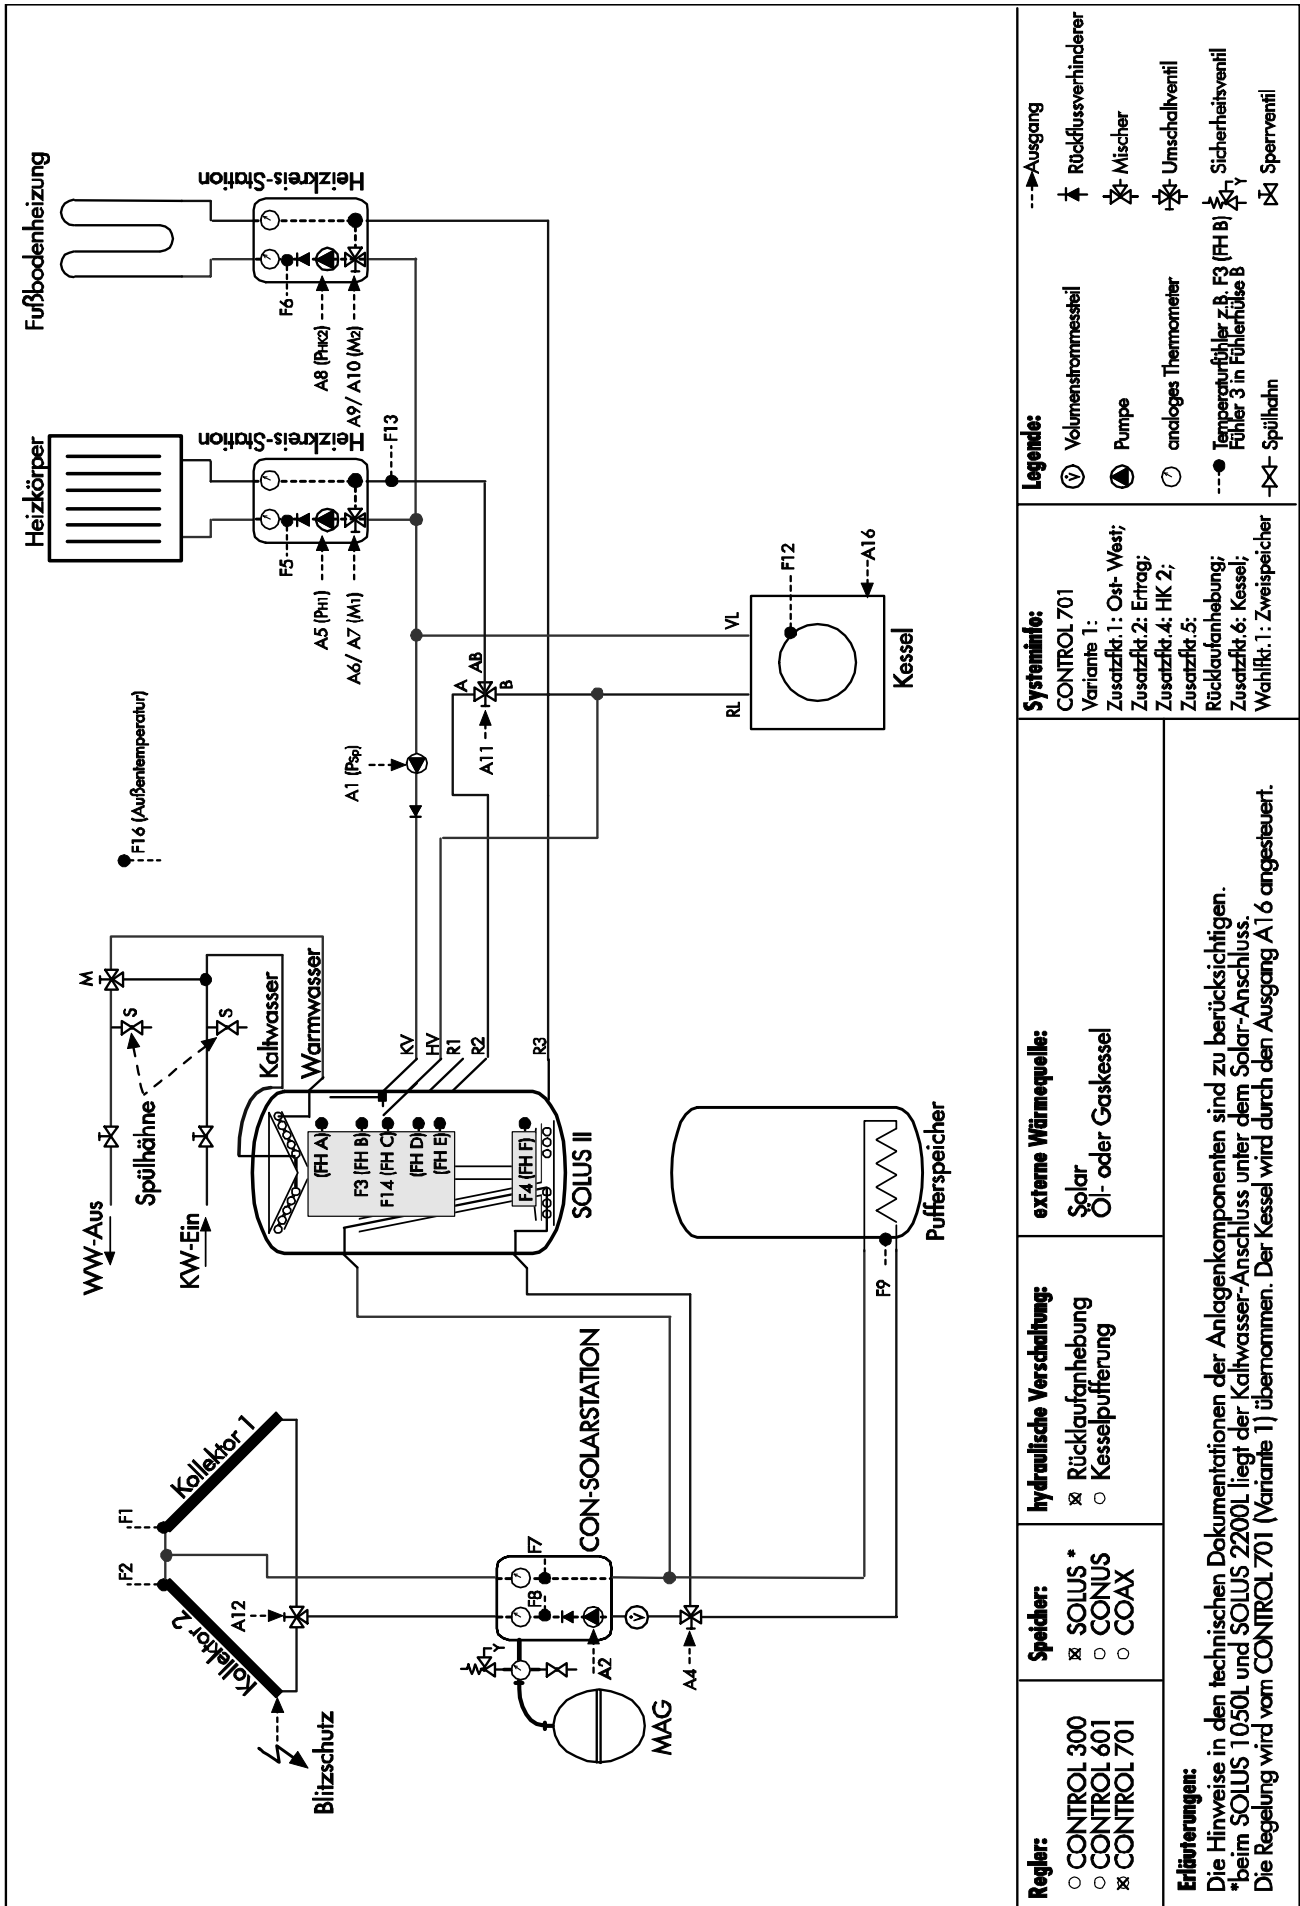 Kollektor 1
Kollektor 2
F1
F2
A12
Blitzschutz
MAG
CON-SOLARSTATION
F7
F8
Y
A2
A4
WW-Aus
KW-Ein
Spülhähne
S
S
M
Kaltwasser
Warmwasser
(FH A)
F3 (FH B)
F14 (FH C)
(FH D)
(FH E)
F4 (FH F)
SOLUS II
KV
HV
R1
R2
R3
Pufferspeicher
F9
F16 (Außentemperatur)
A1 (PSp)
A11
A
AB
B
VL
RL
Kessel
F12
A16
Heizkörper
Heizkreis-Station
F5
A5 (PH1)
A6/ A7 (M1)
F13
Fußbodenheizung
Heizkreis-Station
F6
A8 (PHK2)
A9/ A10 (M2)
Regler:
CONTROL 300
CONTROL 601
CONTROL 701
Speicher:
SOLUS *
CONUS
COAX
hydraulische Verschaltung:
Rücklaufanhebung
Kesselpufferung
externe Wärmequelle:
Solar
Öl- oder Gaskessel
Erläuterungen:
Die Hinweise in den technischen Dokumentationen der Anlagenkomponenten sind zu berücksichtigen.
*beim SOLUS 1050L und SOLUS 2200L liegt der Kaltwasser-Anschluss unter dem Solar-Anschluss.
Die Regelung wird vom CONTROL 701 (Variante 1) übernommen. Der Kessel wird durch den Ausgang A16 angesteuert.
Systeminfo:
CONTROL 701
Variante 1:
Zusatzfkt.1: Ost- West;
Zusatzfkt.2: Ertrag;
Zusatzfkt.4: HK 2;
Zusatzfkt.5:
Rücklaufanhebung;
Zusatzfkt.6: Kessel;
Wahlfkt.1: Zweispeicher
Legende:
Volumenstrommessteil
Pumpe
analoges Thermometer
Temperaturfühler z.B. F3 (FH B)
Fühler 3 in Fühlerhülse B
Spülhahn
Ausgang
Rückflussverhinderer
Mischer
Umschaltventil
Sicherheitsventil
Y
Sperrventil